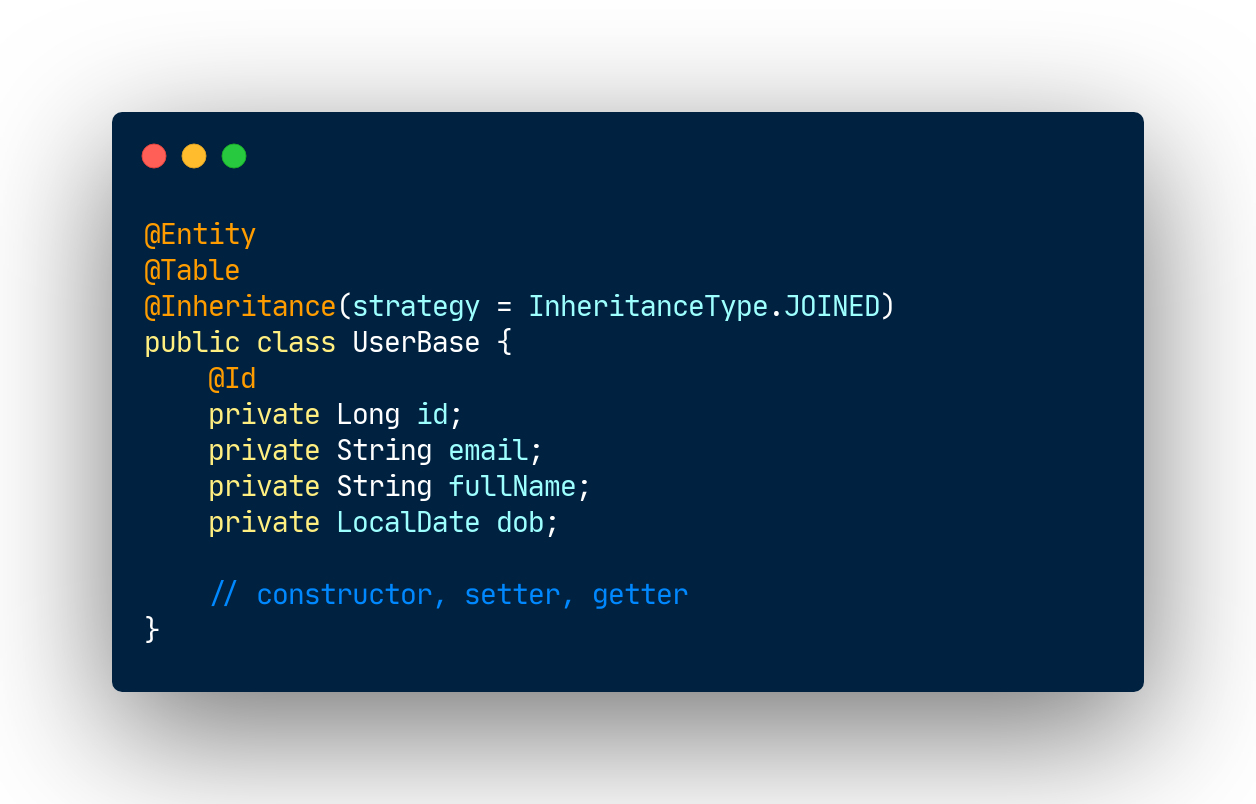 @Entity
@Table
@Inheritance(strategy = InheritanceType.JOINED)
public class UserBase {
    @Id
    private Long id;
    private String email;
    private String fullName;
    private LocalDate dob;

    // constructor, setter, getter
}